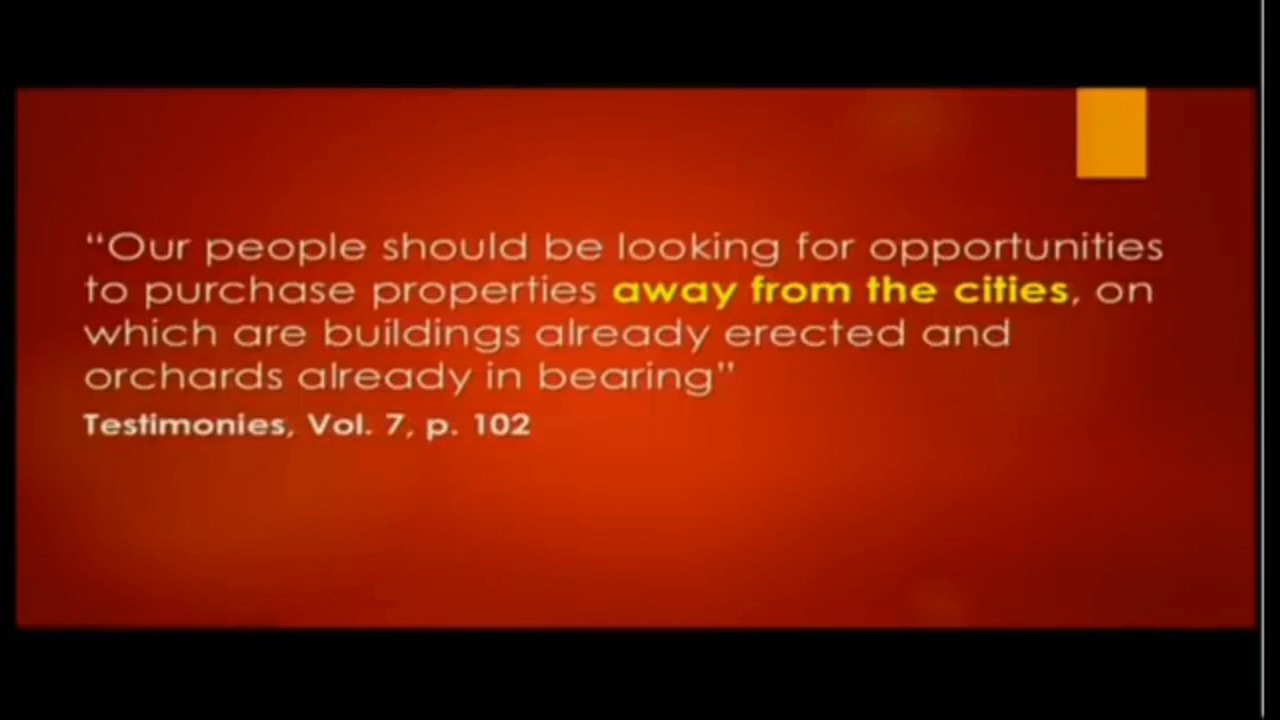 “Our people should be looking for opportunities
to purchase properties away from the cities, on
which are buildings already erected and
orchards already in bearing”
Testimonies, Vol. 7, p. 102